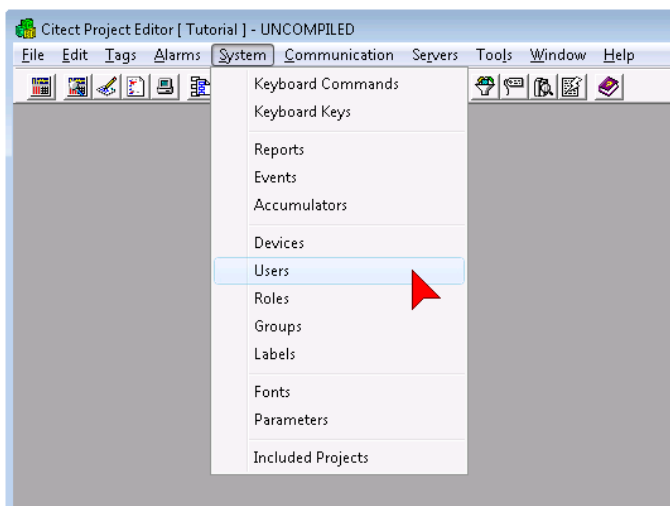 Citect Project Editor [ Tutorial ] - UNCOMPILED
File Edit Tags Alarms System Communication Servers Tools Window Help
Keyboard Commands
Keyboard Keys
Reports
Events
Accumulators
Devices
Users
Roles
Groups
Labels
Fonts
Parameters
Included Projects